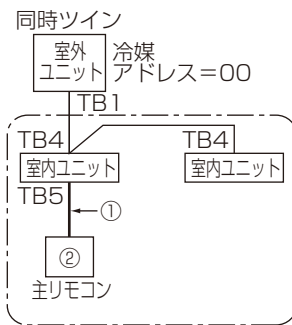 同時ツイン
室外
ユニット
冷媒
アドレス＝00
TB1
TB4
TB4
室内ユニット
室内ユニット
TB5
①
②
主リモコン